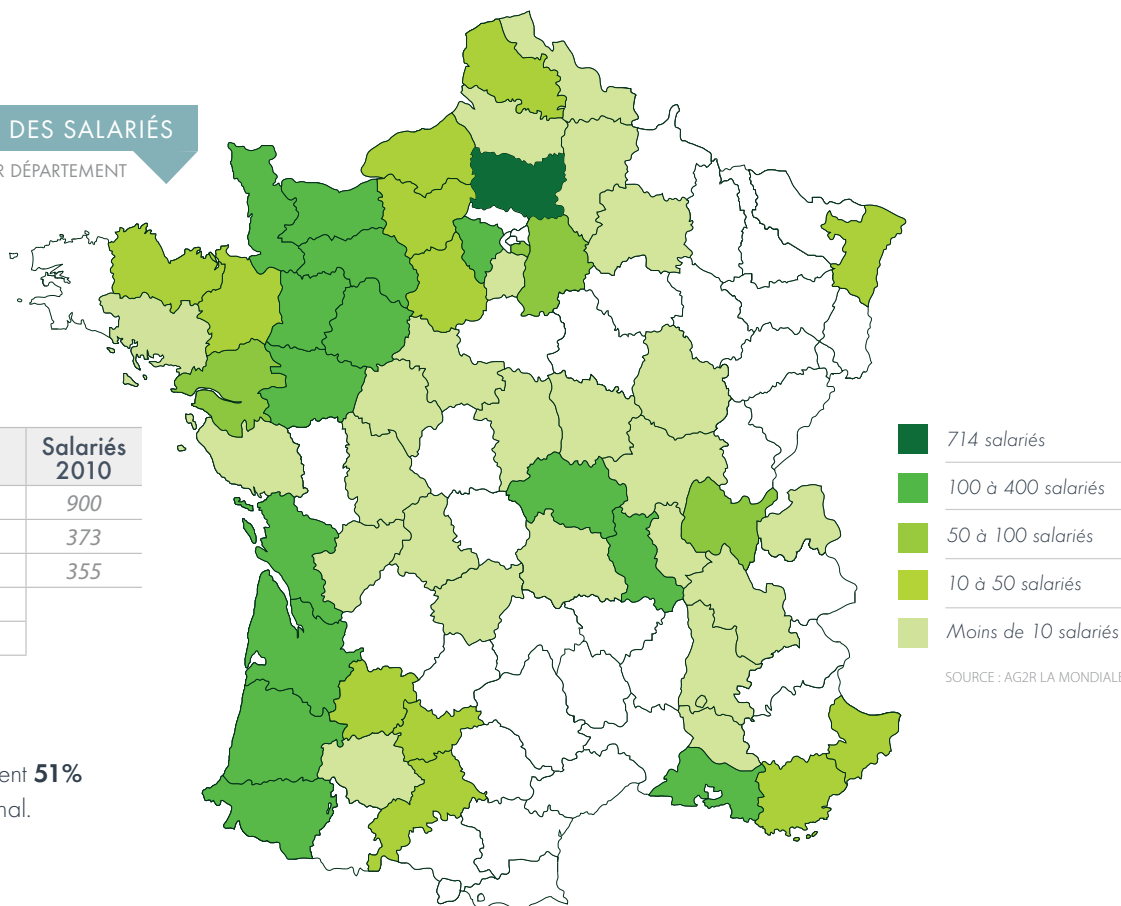 DES SALARIÉS
R DÉPARTEMENT
Salariés
2010
900
373
355
ent 51%
nal.
714 salariés
100 à 400 salariés
50 à 100 salariés
10 à 50 salariés
Moins de 10 salariés
SOURCE : AG2R LA MONDIALE